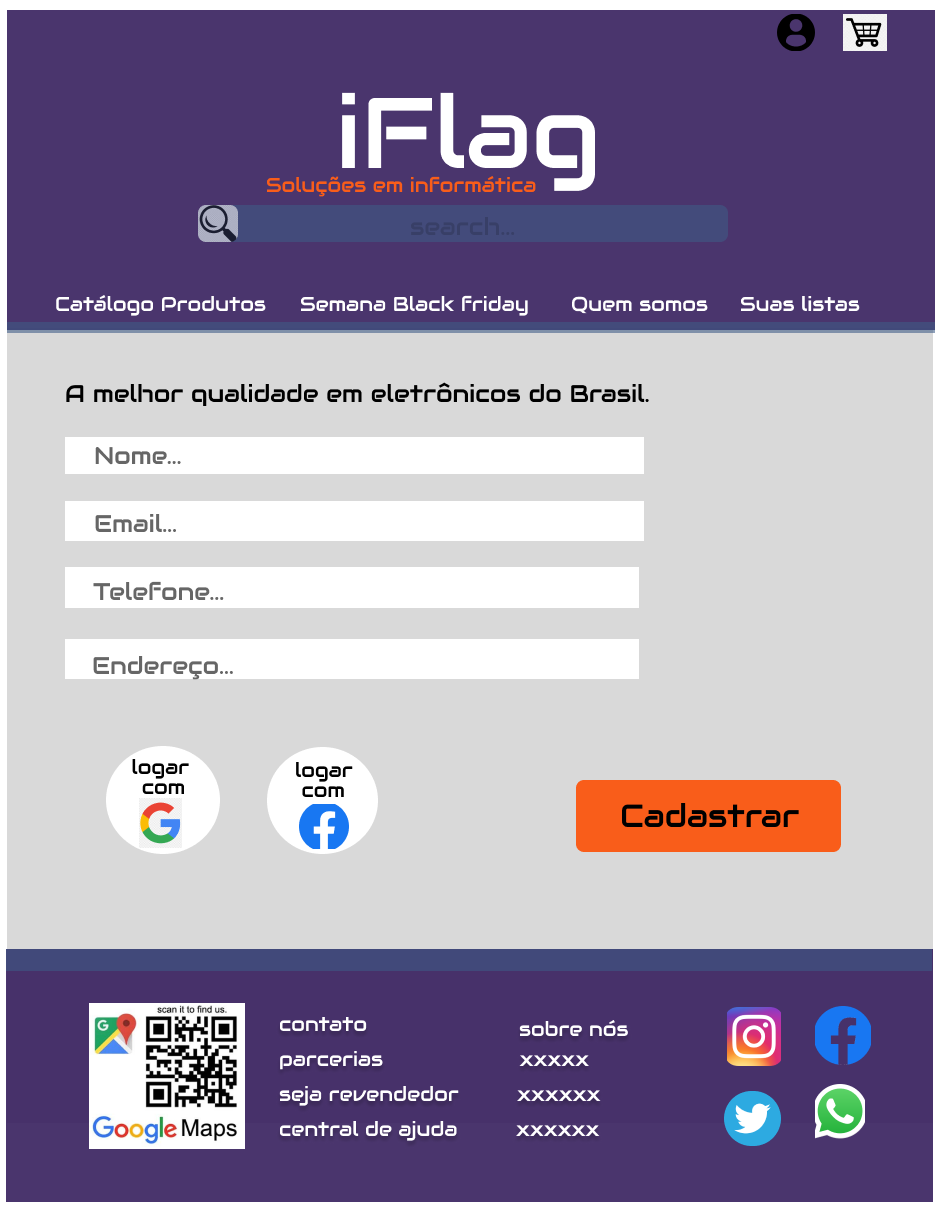 iFlag
Soluções em informática
search...
Catálogo Produtos Semana Black friday Quem somos Suas listas
A melhor qualidade em eletrônicos do Brasil.
Nome...
Email...
Telefone...
Endereço...
logar
com
logar
com
Cadastrar
scan it to find us.
G
Google Maps
contato
parcerias
seja revendedor
central de ajuda
sobre nós
xxxxx
xxxxxx
xxxxxx